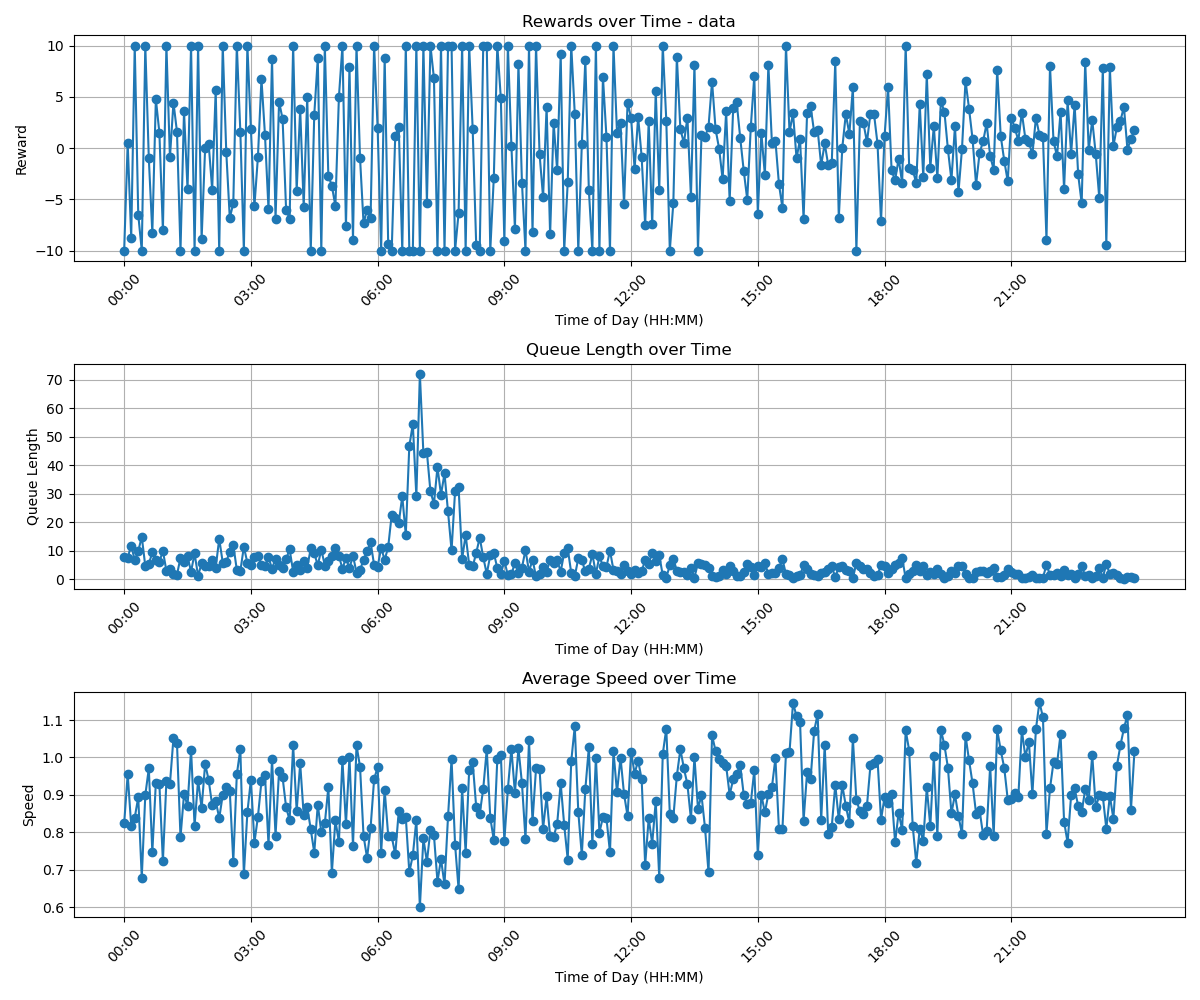 Rewards over Time - data
Reward
10
5
0
−5
−10
00:00 03:00 06:00 09:00 12:00 15:00 18:00 21:00
Time of Day (HH:MM)
Queue Length over Time
Queue Length
70
60
50
40
30
20
10
0
00:00 03:00 06:00 09:00 12:00 15:00 18:00 21:00
Time of Day (HH:MM)
Average Speed over Time
Speed
1.1
1.0
0.9
0.8
0.7
0.6
00:00 03:00 06:00 09:00 12:00 15:00 18:00 21:00
Time of Day (HH:MM)